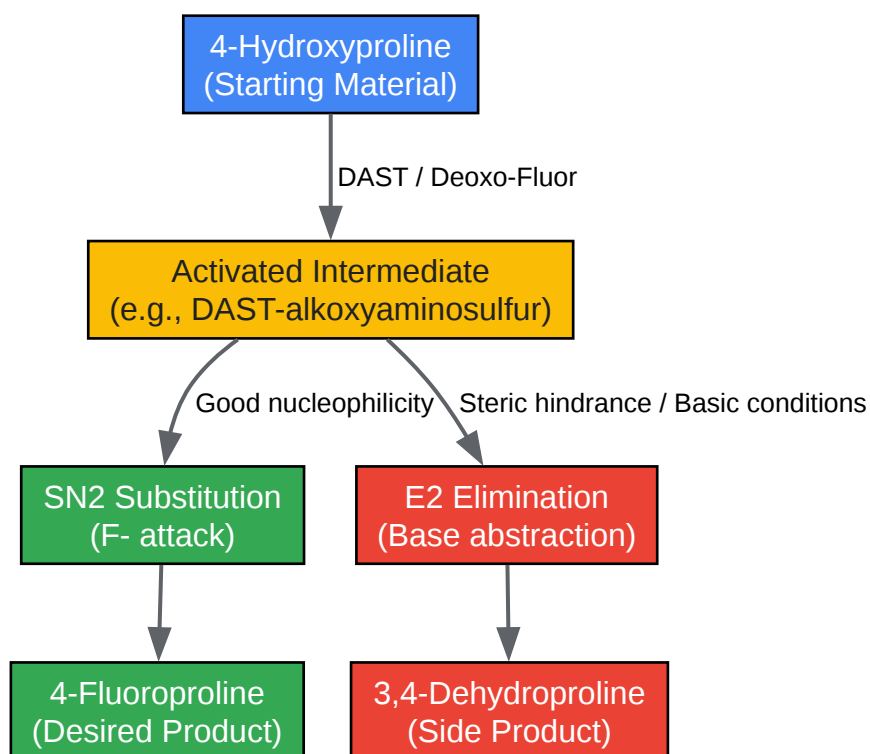 4-Hydroxyproline
(Starting Material)
DAST / Deoxo-Fluor
Activated Intermediate
(e.g., DAST-alkoxyaminosulfur)
Good nucleophilicity
Steric hindrance / Basic conditions
SN2 Substitution
(F- attack)
E2 Elimination
(Base abstraction)
4-Fluoroproline
(Desired Product)
3,4-Dehydroproline
(Side Product)